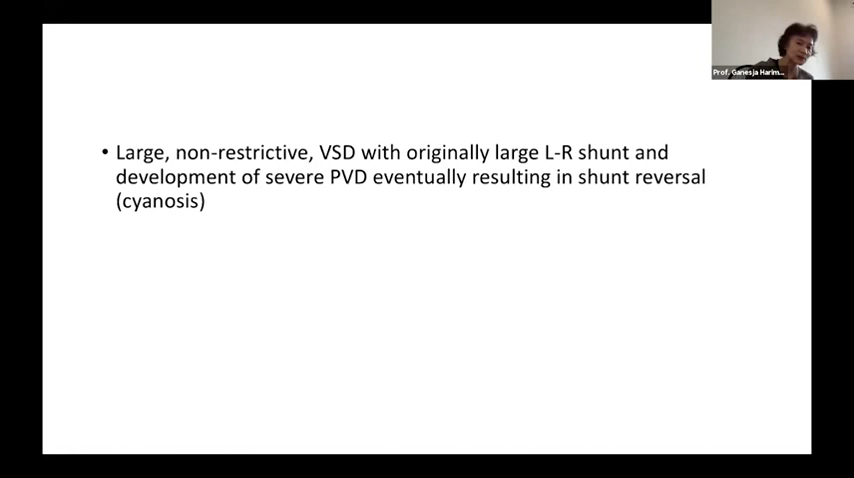 Prof. Ganesja Harim...
• Large, non-restrictive, VSD with originally large L-R shunt and
development of severe PVD eventually resulting in shunt reversal
(cyanosis)